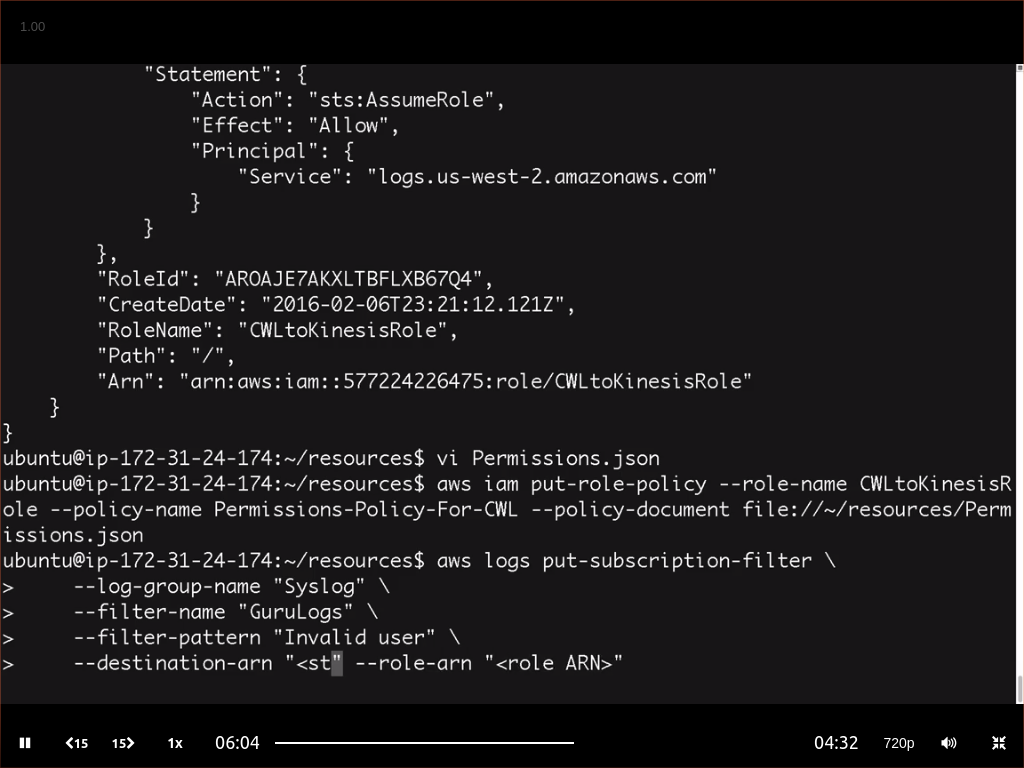 1.00
"Statement": {
"Action": "sts:AssumeRole",
"Effect": "Allow",
"Principal": {
"Service": "logs.us-west-2.amazonaws.com"
}
}
},
"RoleId": "AROAJE7AKXLTBFLXB67Q4",
"CreateDate": "2016-02-06T23:21:12.121Z",
"RoleName": "CWLtoKinesisRole",
"Path": "/",
"Arn": "arn:aws:iam::577224226475:role/CWLtoKinesisRole"
}
}
ubuntu@ip-172-31-24-174:~/resources$ vi Permissions.json
ubuntu@ip-172-31-24-174:~/resources$ aws iam put-role-policy --role-name CWLtoKinesisR
ole --policy-name Permissions-Policy-For-CWL --policy-document file://~/resources/Perm
issions.json
ubuntu@ip-172-31-24-174:~/resources$ aws logs put-subscription-filter \
>     --log-group-name "Syslog" \
>     --filter-name "GuruLogs" \
>     --filter-pattern "Invalid user" \
>     --destination-arn "<st" --role-arn "<role ARN>"
15 15 1x 06:04 04:32 720p